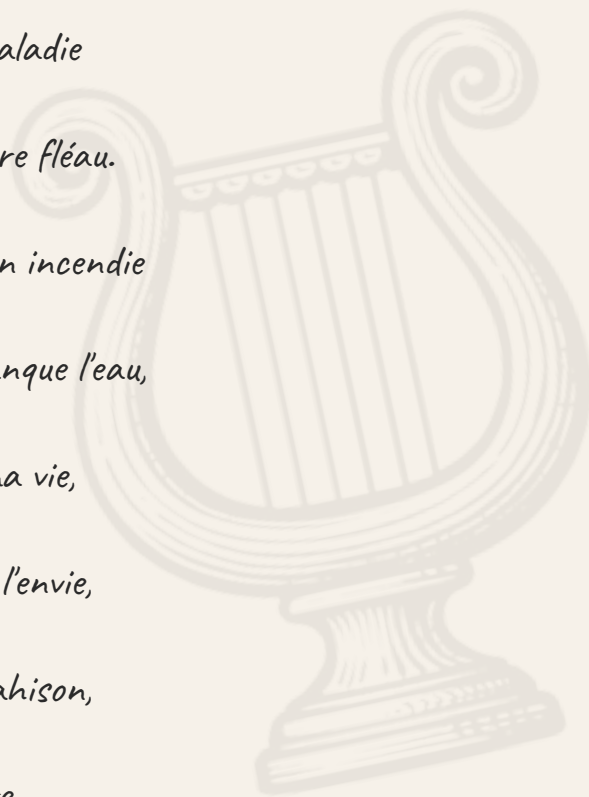 aladie
re fléau.
n incendie
nque l'eau,
a vie,
l'envie,
ahison,